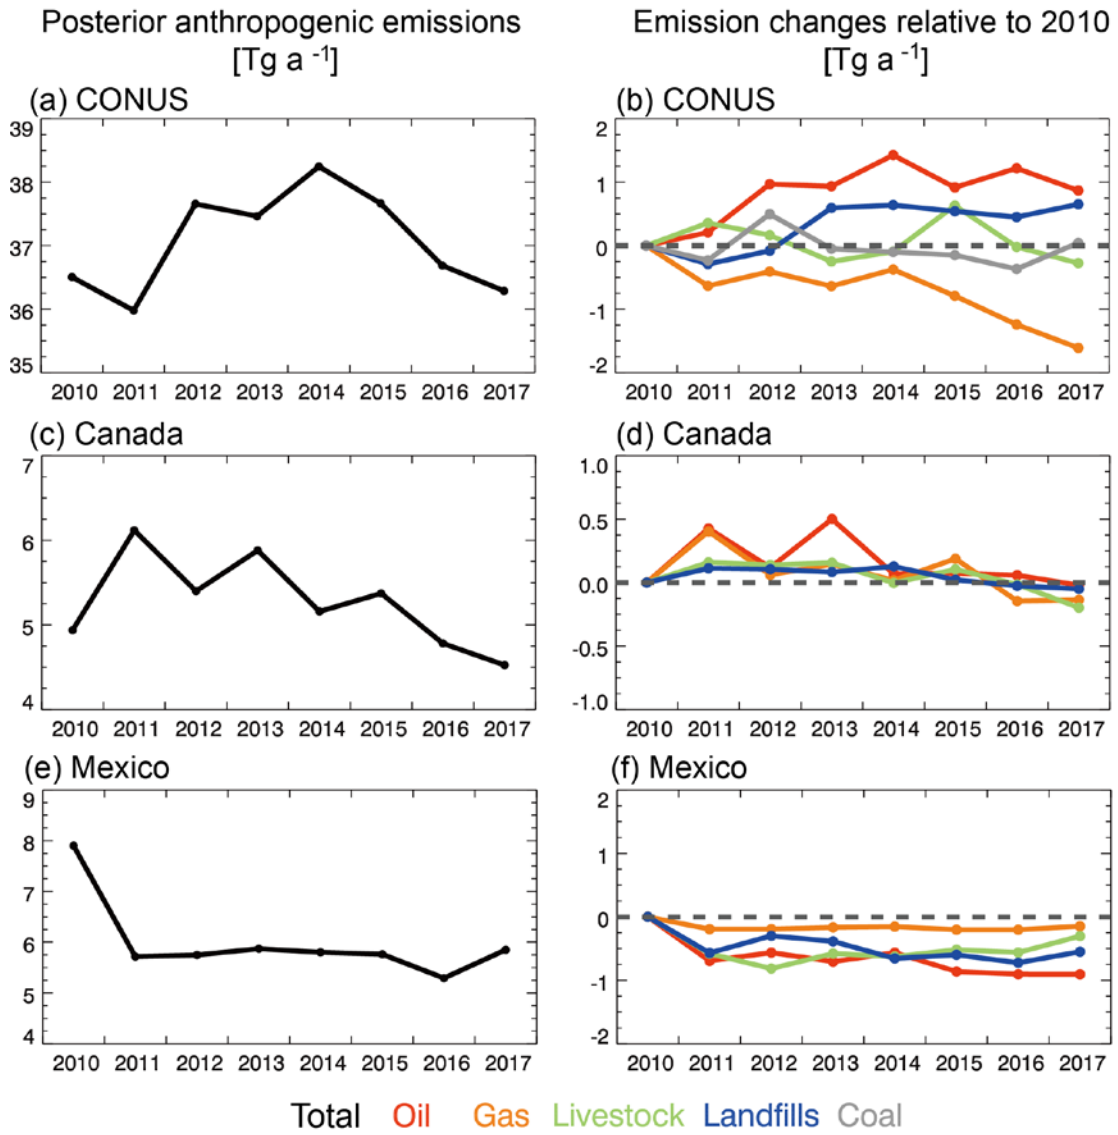 Posterior anthropogenic emissions
[Tg a -1]
Emission changes relative to 2010
[Tg a -1]
(a) CONUS
39
38
37
36
35
2010 2011 2012 2013 2014 2015 2016 2017
(b) CONUS
2
1
0
-1
-2
2010 2011 2012 2013 2014 2015 2016 2017
(c) Canada
7
6
5
4
2010 2011 2012 2013 2014 2015 2016 2017
(d) Canada
1.0
0.5
0.0
-0.5
-1.0
2010 2011 2012 2013 2014 2015 2016 2017
(e) Mexico
9
8
7
6
5
4
2010 2011 2012 2013 2014 2015 2016 2017
(f) Mexico
2
1
0
-1
-2
2010 2011 2012 2013 2014 2015 2016 2017
Total Oil Gas Livestock Landfills Coal